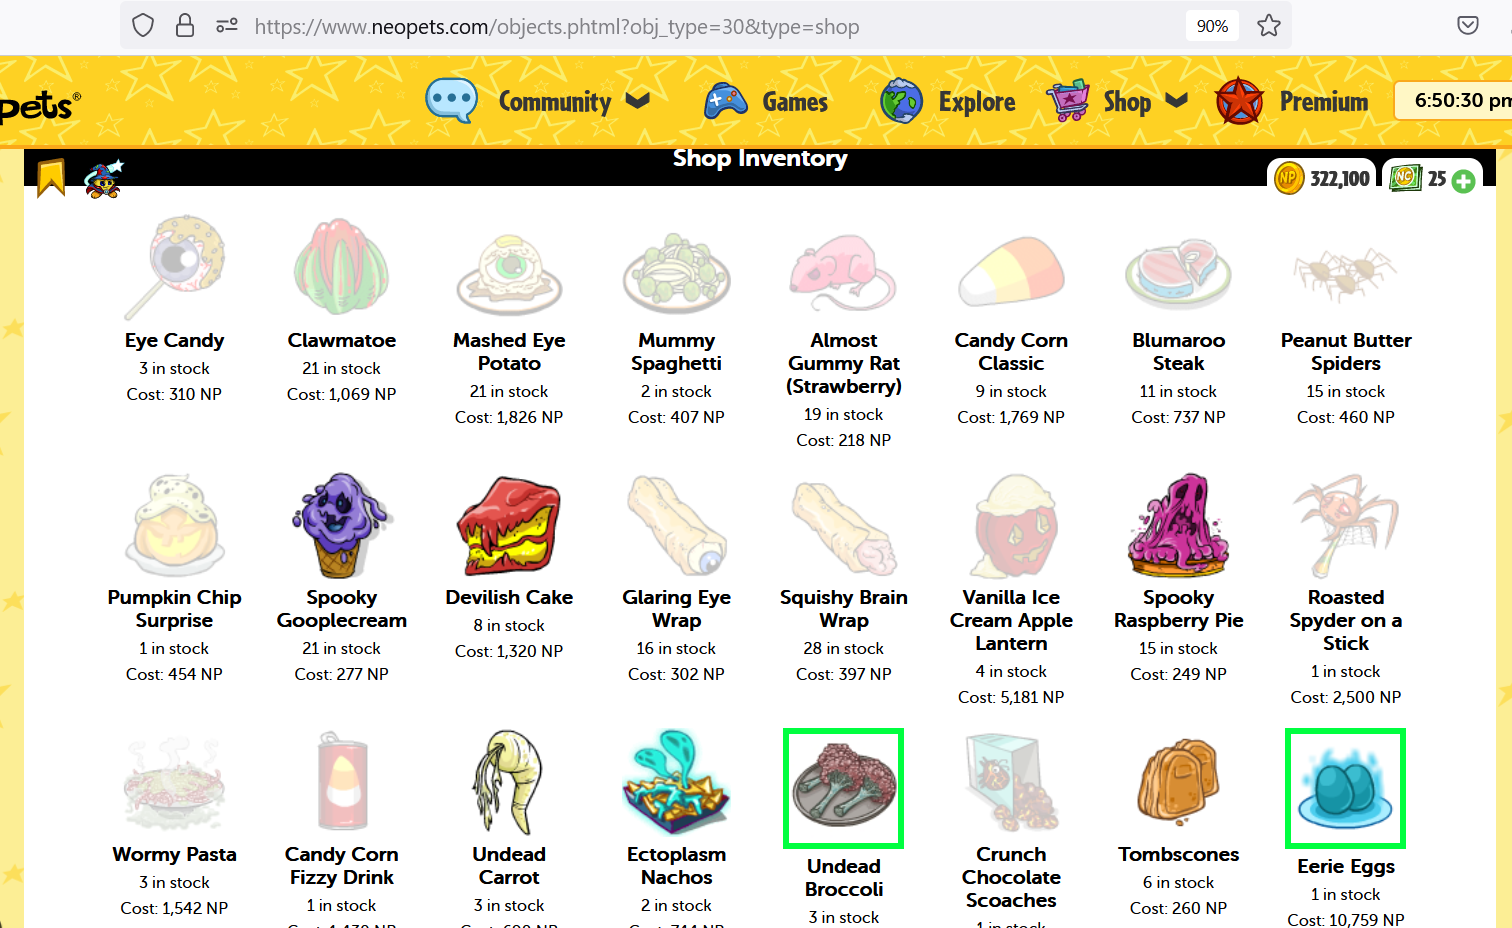 https://www.neopets.com/objects.phtml?obj_type=30&type=shop
90%
pets®
Community
Games
Explore
Shop
Premium
6:50:30 pm
Shop Inventory
NP
322,100
NC
25
Eye Candy
3 in stock
Cost: 310 NP
Clawmatoe
21 in stock
Cost: 1,069 NP
Mashed Eye
Potato
21 in stock
Cost: 1,826 NP
Mummy
Spaghetti
2 in stock
Cost: 407 NP
Almost
Gummy Rat
(Strawberry)
19 in stock
Cost: 218 NP
Candy Corn
Classic
9 in stock
Cost: 1,769 NP
Blumaroo
Steak
11 in stock
Cost: 737 NP
Peanut Butter
Spiders
15 in stock
Cost: 460 NP
Pumpkin Chip
Surprise
1 in stock
Cost: 454 NP
Spooky
Gooplecream
21 in stock
Cost: 277 NP
Devilish Cake
8 in stock
Cost: 1,320 NP
Glaring Eye
Wrap
16 in stock
Cost: 302 NP
Squishy Brain
Wrap
28 in stock
Cost: 397 NP
Vanilla Ice
Cream Apple
Lantern
4 in stock
Cost: 5,181 NP
Spooky
Raspberry Pie
15 in stock
Cost: 249 NP
Roasted
Spyder on a
Stick
1 in stock
Cost: 2,500 NP
Wormy Pasta
3 in stock
Cost: 1,542 NP
Candy Corn
Fizzy Drink
1 in stock
Undead
Carrot
3 in stock
Ectoplasm
Nachos
2 in stock
Undead
Broccoli
3 in stock
Crunch
Chocolate
Scoaches
1 in stock
Tombscones
6 in stock
Cost: 260 NP
Eerie Eggs
1 in stock
Cost: 10,759 NP